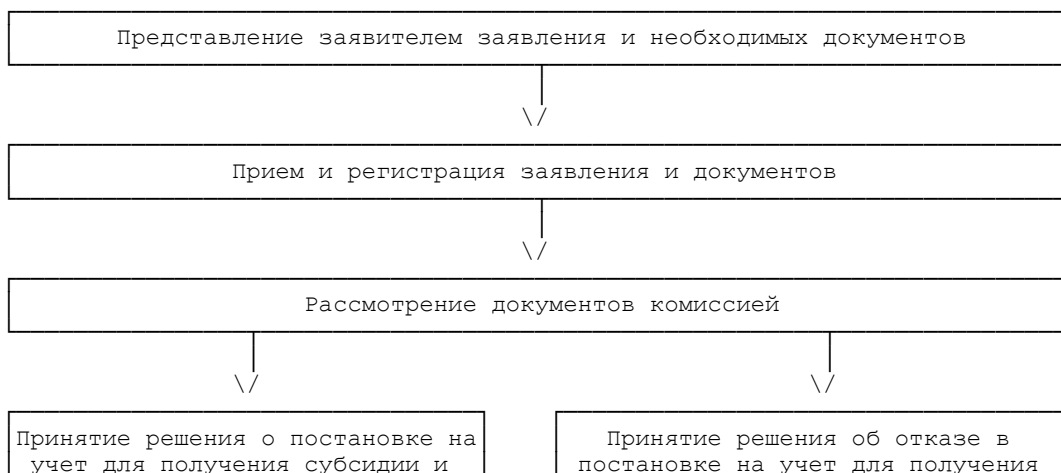 Представление заявителем заявления и необходимых документов
Прием и регистрация заявления и документов
Рассмотрение документов комиссией
Принятие решения о постановке на
учет для получения субсидии и
Принятие решения об отказе в
постановке на учет для получения